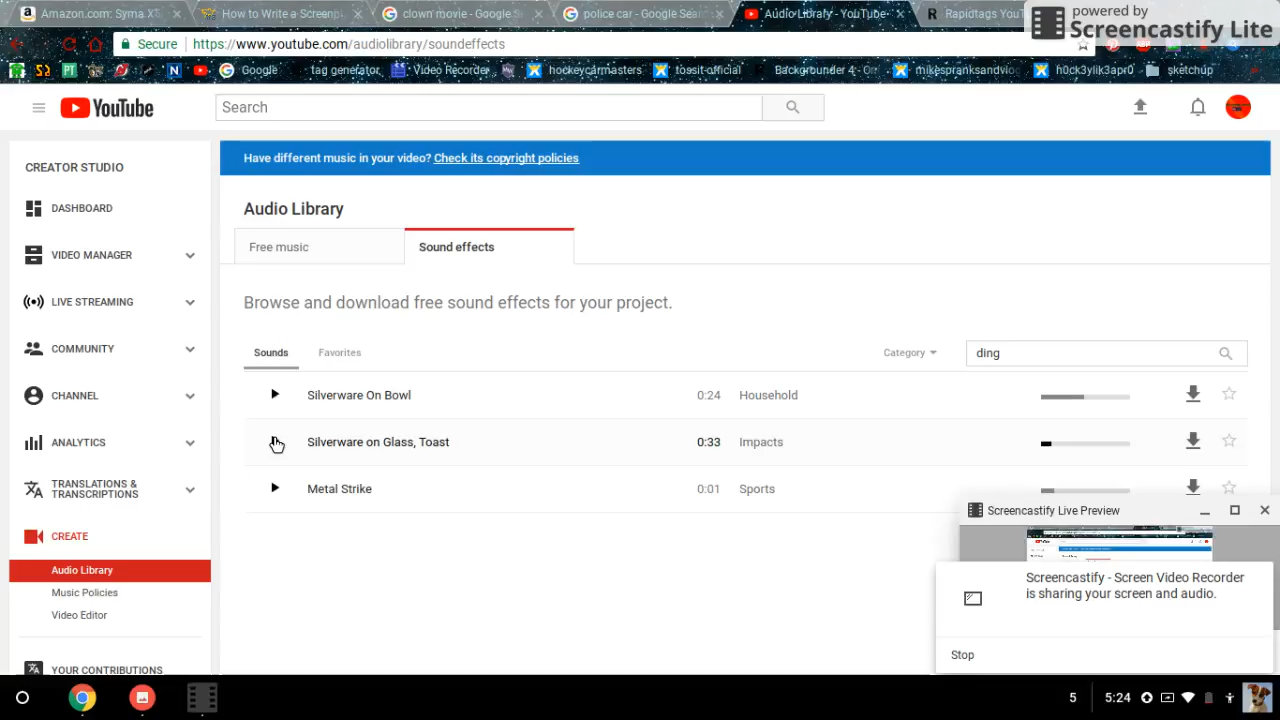 Amazon.com: Syma X
How to Write a Screen
clown movie - Google S
police car - Google Sear
Audio Library - YouTube
Rapidtags YouT
powered by
Screencastify Lite
Secure
https://www.youtube.com/audiolibrary/soundeffects
Google
tag generator
Video Recorder
hockeycarmasters
tossit-official
Backgrounder 4 - On
mikespranksandvlog
h0ck3ylik3apr0
sketchup
YouTube
Search
CREATOR STUDIO
DASHBOARD
VIDEO MANAGER
LIVE STREAMING
COMMUNITY
CHANNEL
ANALYTICS
TRANSLATIONS &
TRANSCRIPTIONS
CREATE
Audio Library
Music Policies
Video Editor
YOUR CONTRIBUTIONS
Have different music in your video? Check its copyright policies
Audio Library
Free music
Sound effects
Browse and download free sound effects for your project.
Sounds
Favorites
Category
ding
Silverware On Bowl 0:24 Household
Silverware on Glass, Toast 0:33 Impacts
Metal Strike 0:01 Sports
Screencastify Live Preview
Screencastify - Screen Video Recorder
is sharing your screen and audio.
Stop
5
5:24